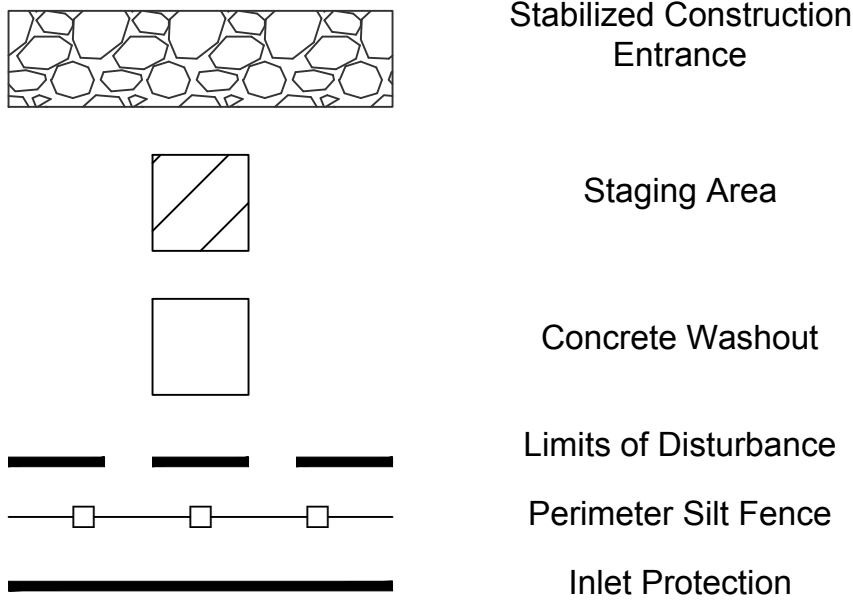 Stabilized Construction
Entrance
Staging Area
Concrete Washout
Limits of Disturbance
Perimeter Silt Fence
Inlet Protection